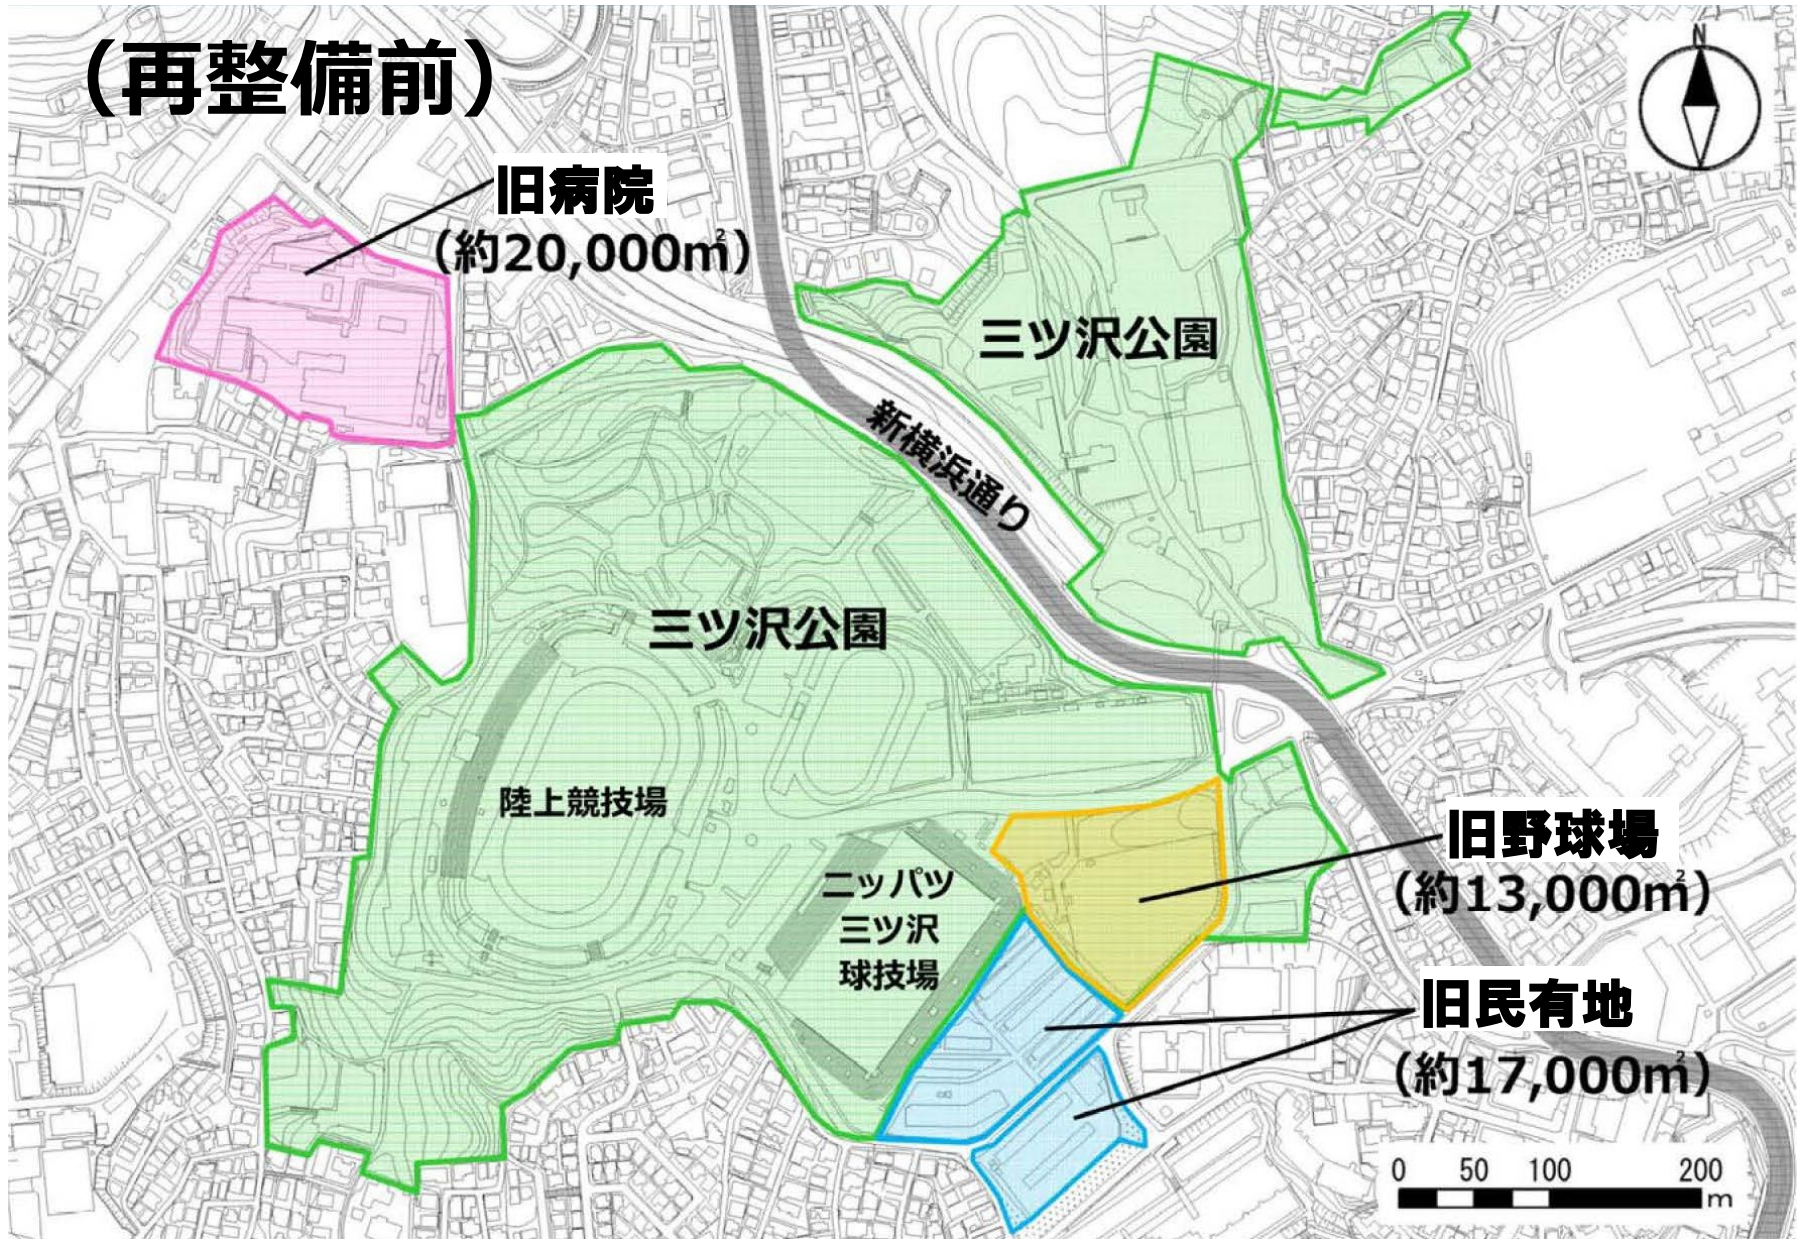 （再整備前）
N
旧病院
（約20,000㎡）
三ツ沢公園
新横浜通り
三ツ沢公園
陸上競技場
ニッパツ
三ツ沢
球技場
旧野球場
（約13,000㎡）
旧民有地
（約17,000㎡）
0 50 100 200
m